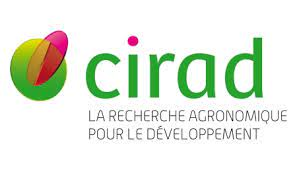 cirad
LA RECHERCHE AGRONOMIQUE
POUR LE DÉVELOPPEMENT